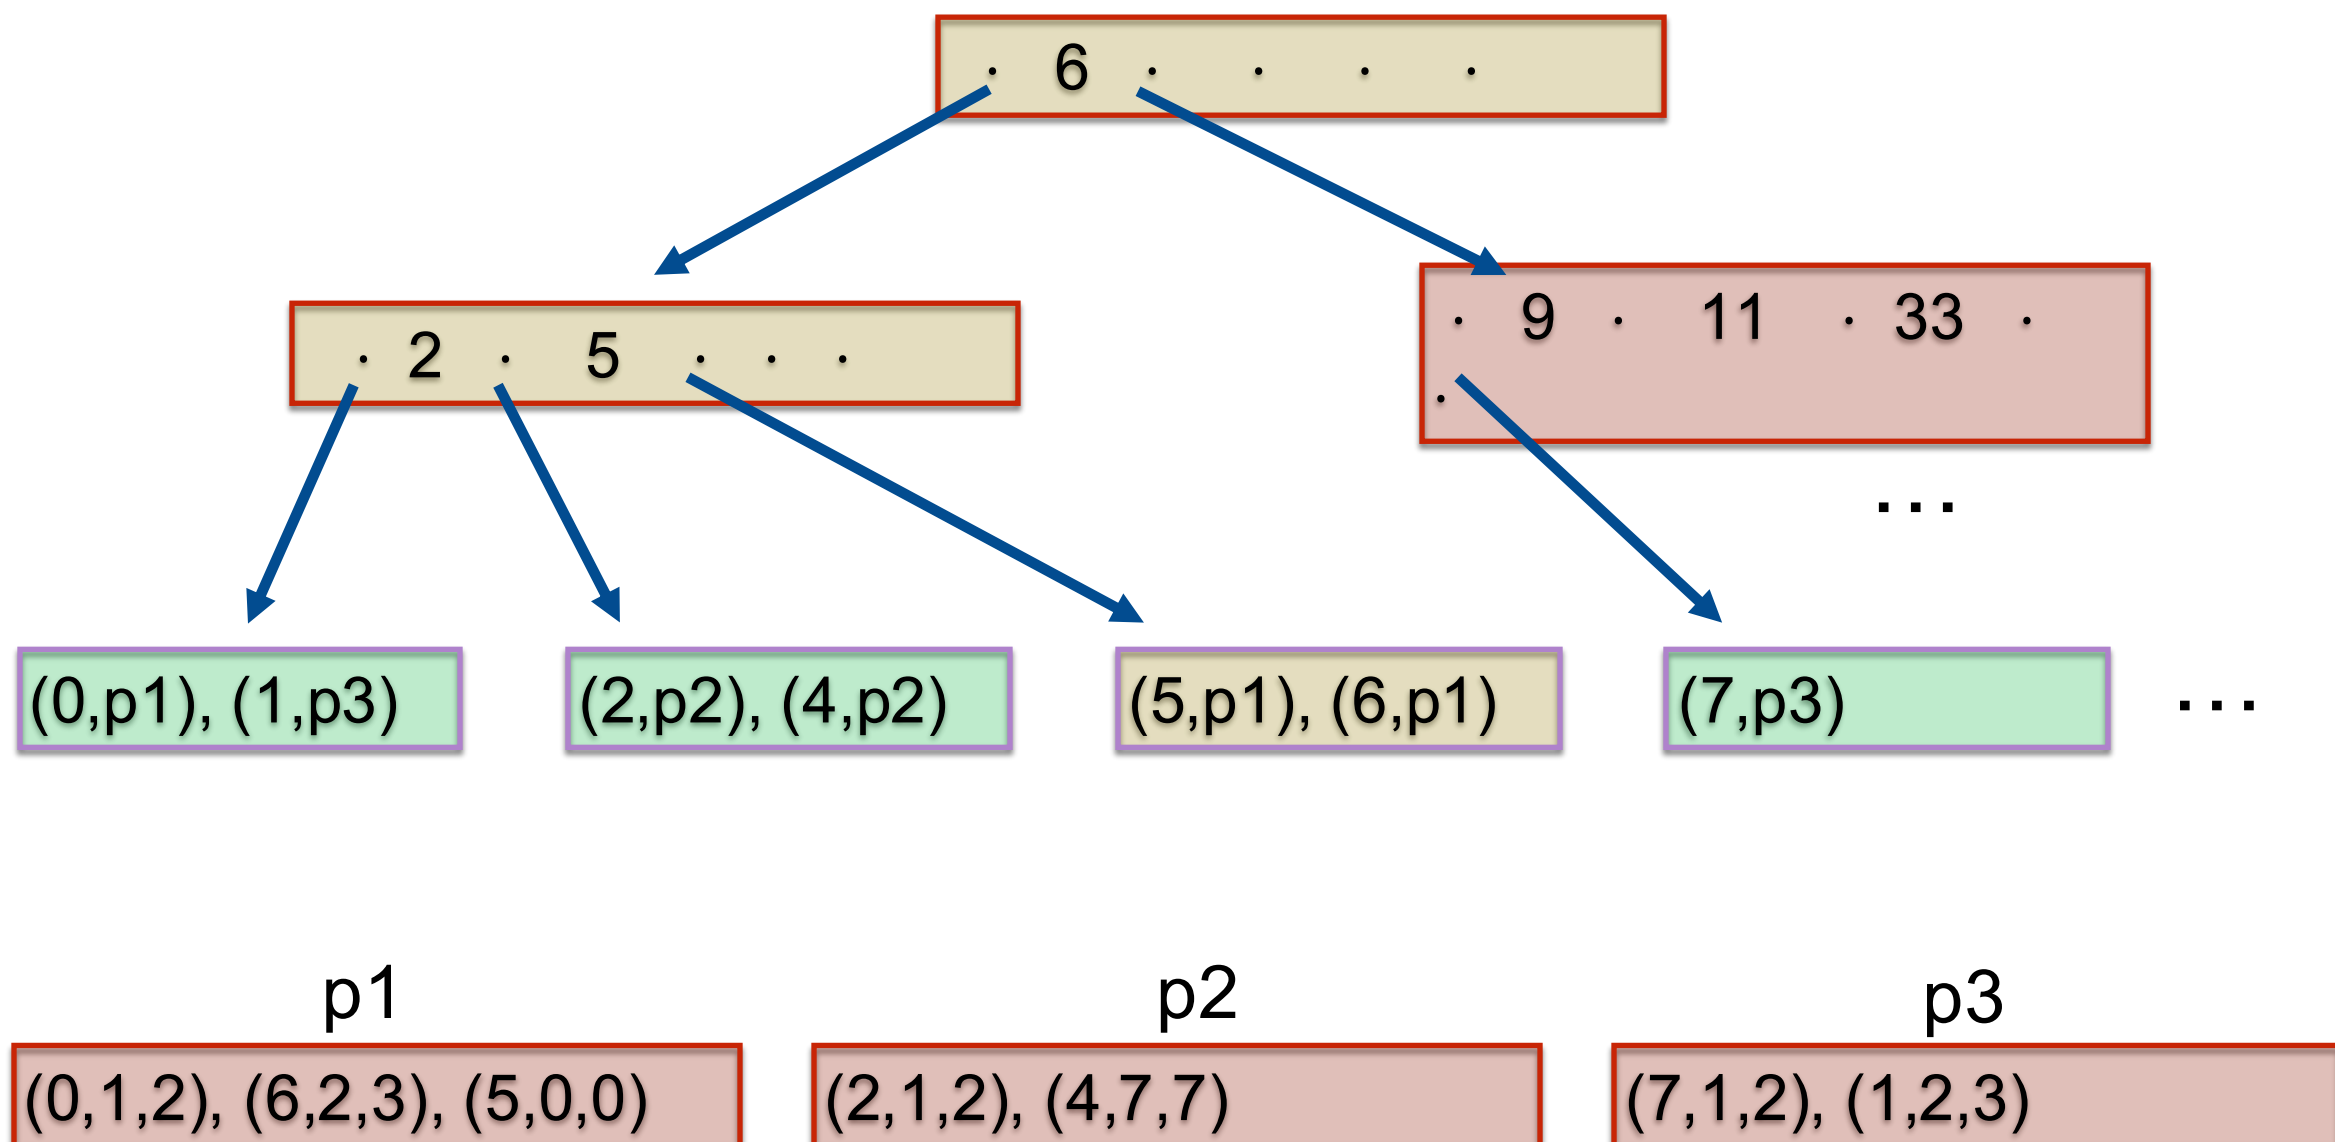 . 6 . . . .
. 2 . 5 . . .
. 9 . 11 . 33 .
.
...
(0,p1), (1,p3)
(2,p2), (4,p2)
(5,p1), (6,p1)
(7,p3)
...
p1
p2
p3
(0,1,2), (6,2,3), (5,0,0)
(2,1,2), (4,7,7)
(7,1,2), (1,2,3)